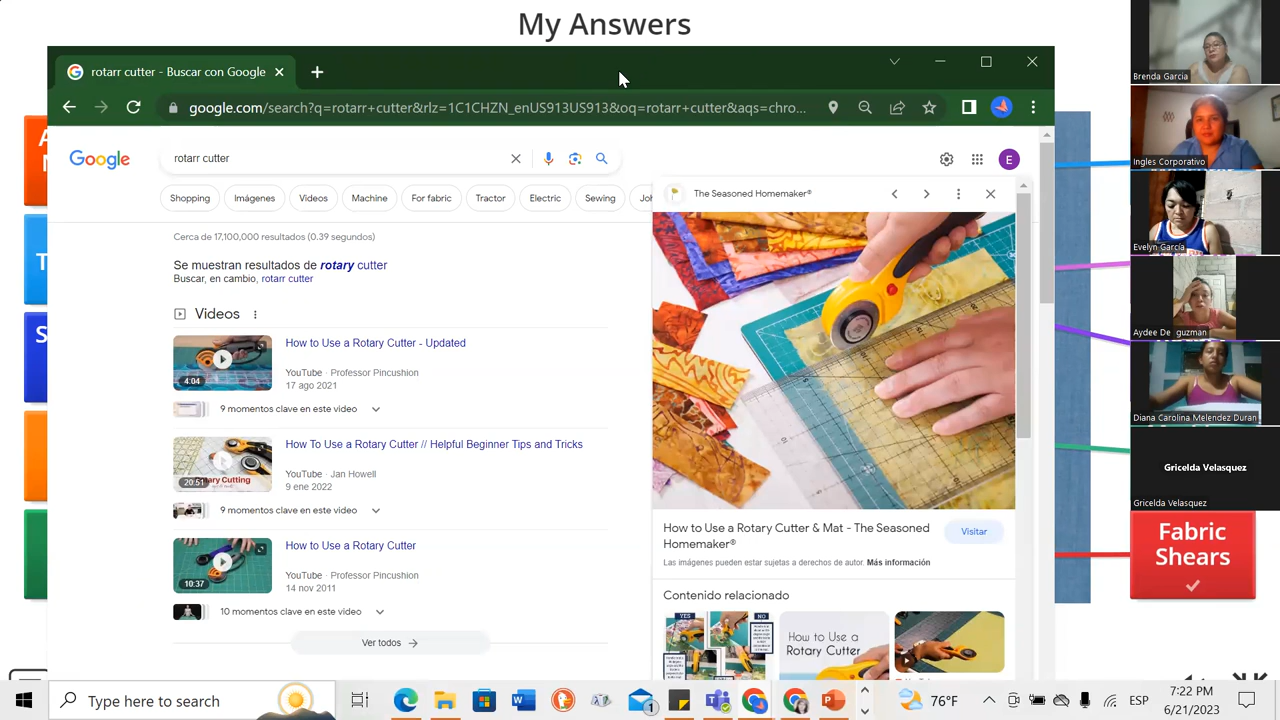 My Answers
rotarr cutter - Buscar con Google
google.com/search?q=rotarr+cutter&rlz=1C1CHZN_enUS913US913&oq=rotarr+cutter&aqs=chro...
Google
rotarr cutter
E
Shopping
Imágenes
Videos
Machine
For fabric
Tractor
Electric
Sewing
Joh
Cerca de 17,100,000 resultados (0.39 segundos)
Se muestran resultados de rotary cutter
Buscar, en cambio, rotarr cutter
Videos
How to Use a Rotary Cutter - Updated
YouTube · Professor Pincushion
17 ago 2021
4:04
9 momentos clave en este video
How To Use a Rotary Cutter // Helpful Beginner Tips and Tricks
YouTube · Jan Howell
9 ene 2022
Rotary Cutting
20:51
9 momentos clave en este video
How to Use a Rotary Cutter
YouTube · Professor Pincushion
14 nov 2011
10:37
10 momentos clave en este video
Ver todos
The Seasoned Homemaker®
How to Use a Rotary Cutter & Mat - The Seasoned
Homemaker®
Visitar
Las imágenes pueden estar sujetas a derechos de autor. Más información
Contenido relacionado
YES
NO
How to Use a
Rotary Cutter
A
T
S
Brenda Garcia
Ingles Corporativo
Evelyn García
Aydee De guzman
Diana Carolina Melendez Duran
Gricelda Velasquez
Gricelda Velasquez
Fabric
Shears
Type here to search
1
76°F
ESP
7:22 PM
6/21/2023